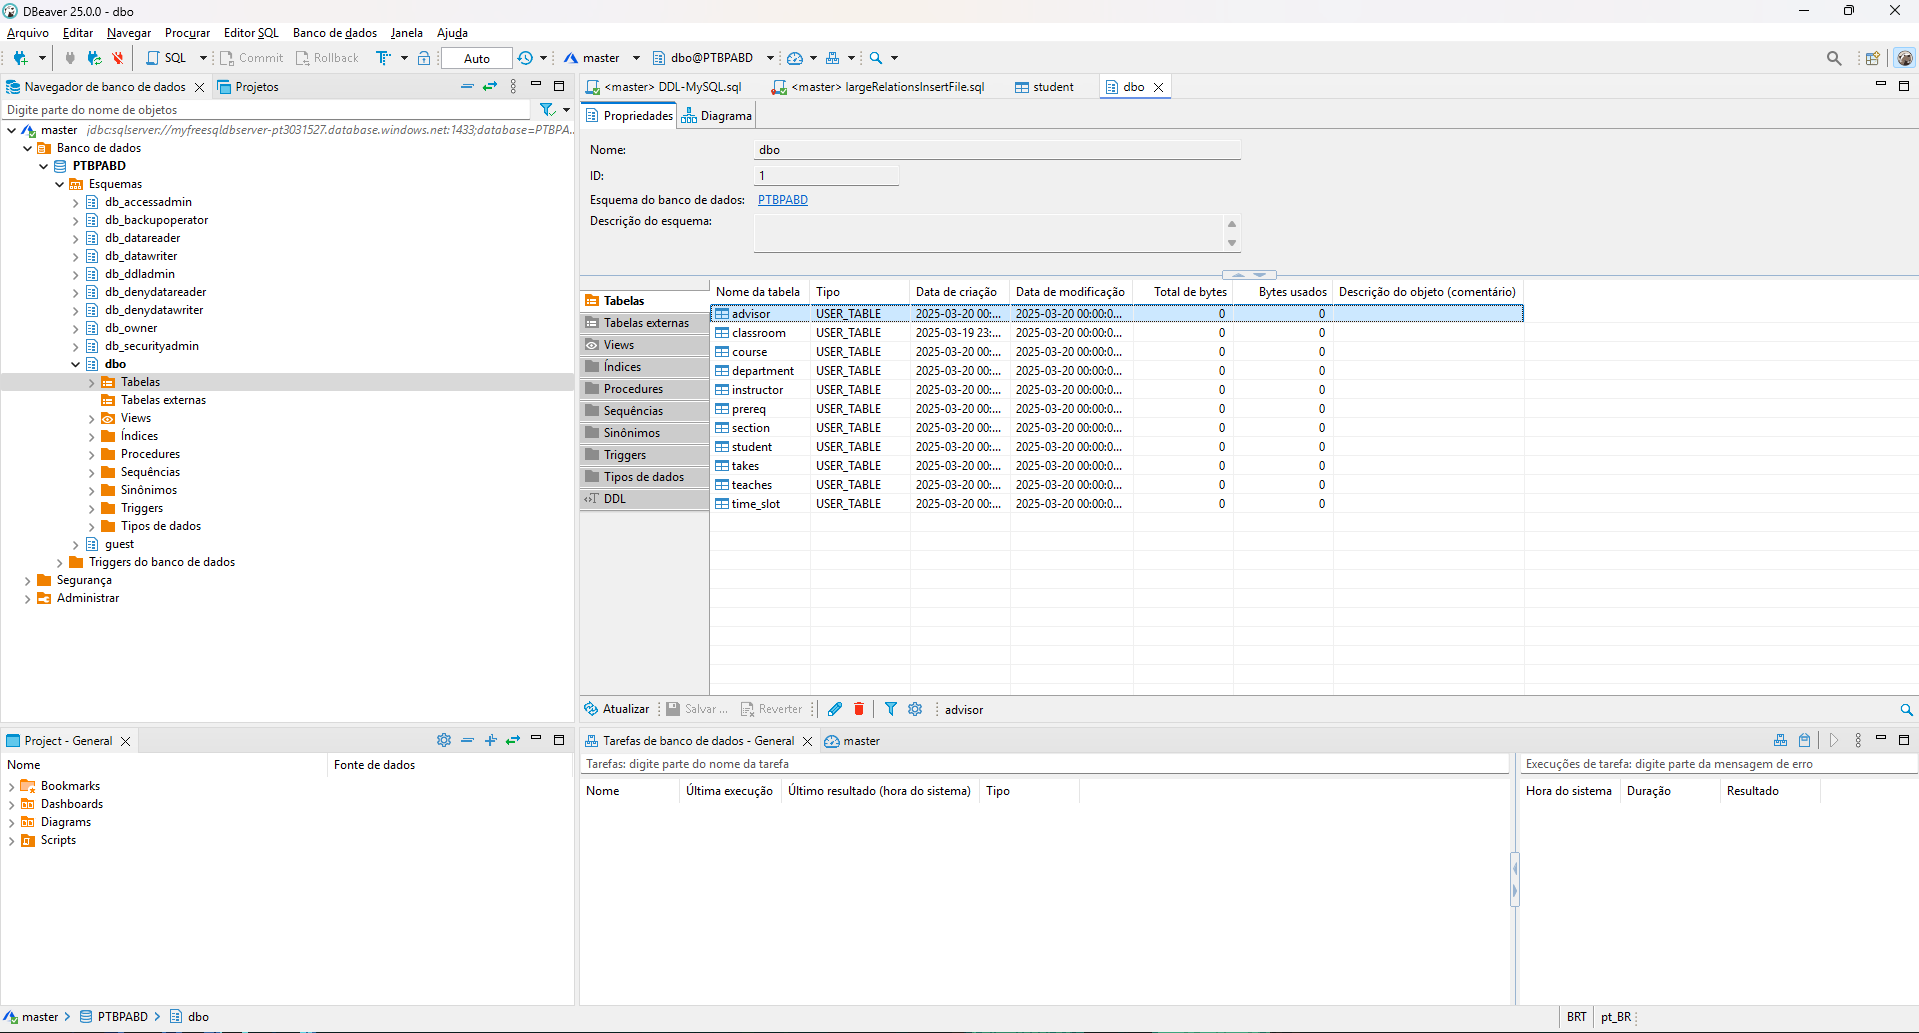 DBeaver 25.0.0 - dbo
Arquivo Editar Navegar Procurar Editor SQL Banco de dados Janela Ajuda
SQL Commit Rollback Auto master dbo@PTBPABD
Navegador de banco de dados Projetos
Digite parte do nome de objetos
master jdbc:sqlserver://myfreesqldbserver-pt3031527.database.windows.net:1433;database=PTBPA...
Banco de dados
PTBPABD
Esquemas
db_accessadmin
db_backupoperator
db_datareader
db_datawriter
db_ddladmin
db_denydatareader
db_denydatawriter
db_owner
db_securityadmin
dbo
Tabelas
Tabelas externas
Views
Índices
Procedures
Sequências
Sinônimos
Triggers
Tipos de dados
guest
Triggers do banco de dados
Segurança
Administrar
<master> DDL-MySQL.sql <master> largeRelationsInsertFile.sql student dbo
Propriedades Diagrama
Nome: dbo
ID: 1
Esquema do banco de dados: PTBPABD
Descrição do esquema:
Tabelas
Tabelas externas
Views
Índices
Procedures
Sequências
Sinônimos
Triggers
Tipos de dados
DDL
Nome da tabela Tipo Data de criação Data de modificação Total de bytes Bytes usados Descrição do objeto (comentário)
advisor USER_TABLE 2025-03-20 00:... 2025-03-20 00:00:0... 0 0
classroom USER_TABLE 2025-03-19 23:... 2025-03-20 00:00:0... 0 0
course USER_TABLE 2025-03-20 00:... 2025-03-20 00:00:0... 0 0
department USER_TABLE 2025-03-20 00:... 2025-03-20 00:00:0... 0 0
instructor USER_TABLE 2025-03-20 00:... 2025-03-20 00:00:0... 0 0
prereq USER_TABLE 2025-03-20 00:... 2025-03-20 00:00:0... 0 0
section USER_TABLE 2025-03-20 00:... 2025-03-20 00:00:0... 0 0
student USER_TABLE 2025-03-20 00:... 2025-03-20 00:00:0... 0 0
takes USER_TABLE 2025-03-20 00:... 2025-03-20 00:00:0... 0 0
teaches USER_TABLE 2025-03-20 00:... 2025-03-20 00:00:0... 0 0
time_slot USER_TABLE 2025-03-20 00:... 2025-03-20 00:00:0... 0 0
Atualizar Salvar ... Reverter advisor
Project - General
Nome Fonte de dados
Bookmarks
Dashboards
Diagrams
Scripts
Tarefas de banco de dados - General master
Tarefas: digite parte do nome da tarefa
Nome Última execução Último resultado (hora do sistema) Tipo
Execuções de tarefa: digite parte da mensagem de erro
Hora do sistema Duração Resultado
master PTBPABD dbo
BRT pt_BR